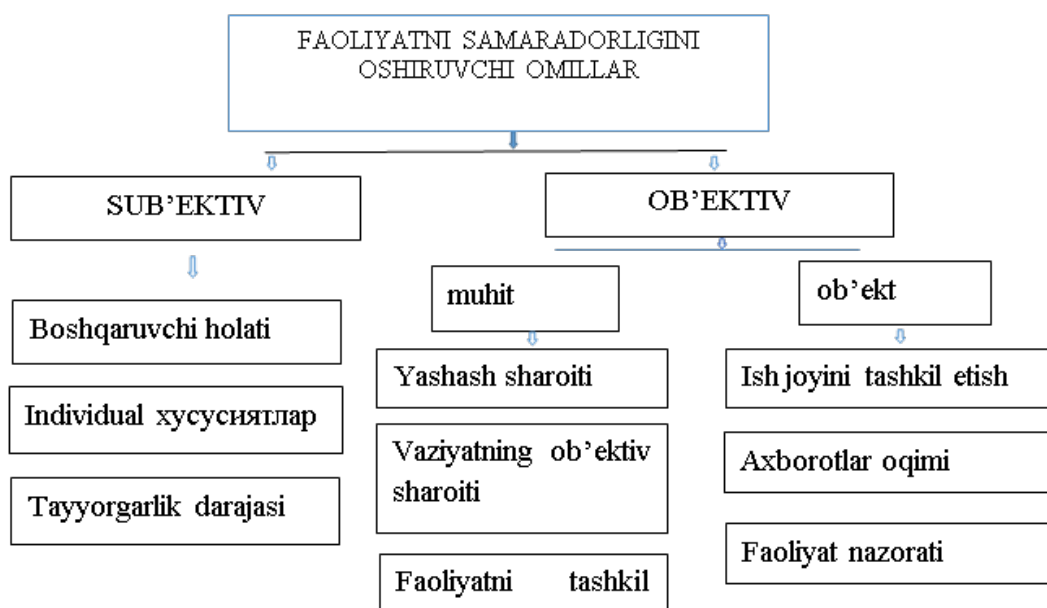 FAOLIYATNI SAMARADORLIGINI
OSHIRUVCHI OMILLAR
SUB’EKTIV
OB’EKTIV
Boshqaruvchi holati
Individual хусусиятлар
Tayyorgarlik darajasi
muhit
Yashash sharoiti
Vaziyatning ob’ektiv
sharoiti
Faoliyatni tashkil
ob’ekt
Ish joyini tashkil etish
Axborotlar oqimi
Faoliyat nazorati